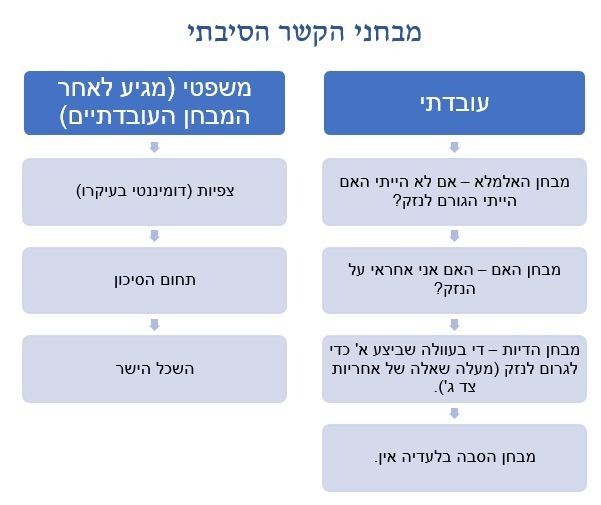 מבחני הקשר הסיבתי
עובדתי
מבחן האלמלא – אם לא הייתי האם
הייתי הגורם לנזק?
מבחן האם – האם אני אחראי על
הנזק?
מבחן הדיות – די בעוולה שביצע א' כדי
לגרום לנזק (מעלה שאלה של אחריות
צד ג').
מבחן הסבה בלעדיה אין.
משפטי (מגיע לאחר
המבחן העובדתיים)
צפיות (דומיננטי בעיקרו)
תחום הסיכון
השכל הישר